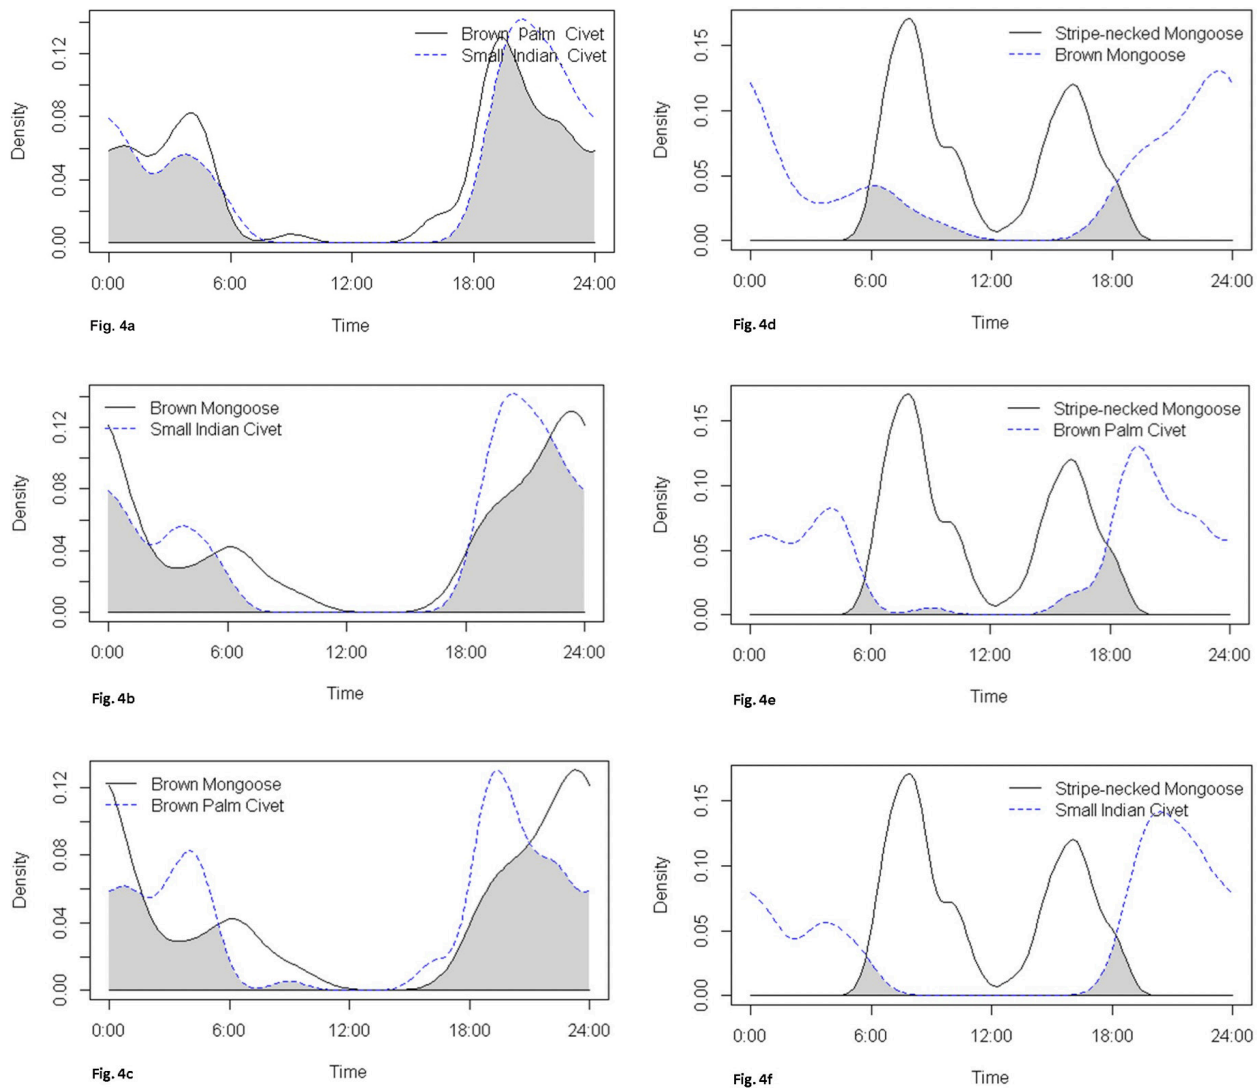 Brown Palm Civet
Small Indian Civet
Density
0.00 0.04 0.08 0.12
0:00 6:00 12:00 18:00 24:00
Time
Fig. 4a
Stripe-necked Mongoose
Brown Mongoose
Density
0.00 0.05 0.10 0.15
0:00 6:00 12:00 18:00 24:00
Time
Fig. 4d
Brown Mongoose
Small Indian Civet
Density
0.00 0.04 0.08 0.12
0:00 6:00 12:00 18:00 24:00
Time
Fig. 4b
Stripe-necked Mongoose
Brown Palm Civet
Density
0.00 0.05 0.10 0.15
0:00 6:00 12:00 18:00 24:00
Time
Fig. 4e
Brown Mongoose
Brown Palm Civet
Density
0.00 0.04 0.08 0.12
0:00 6:00 12:00 18:00 24:00
Time
Fig. 4c
Stripe-necked Mongoose
Small Indian Civet
Density
0.00 0.05 0.10 0.15
0:00 6:00 12:00 18:00 24:00
Time
Fig. 4f